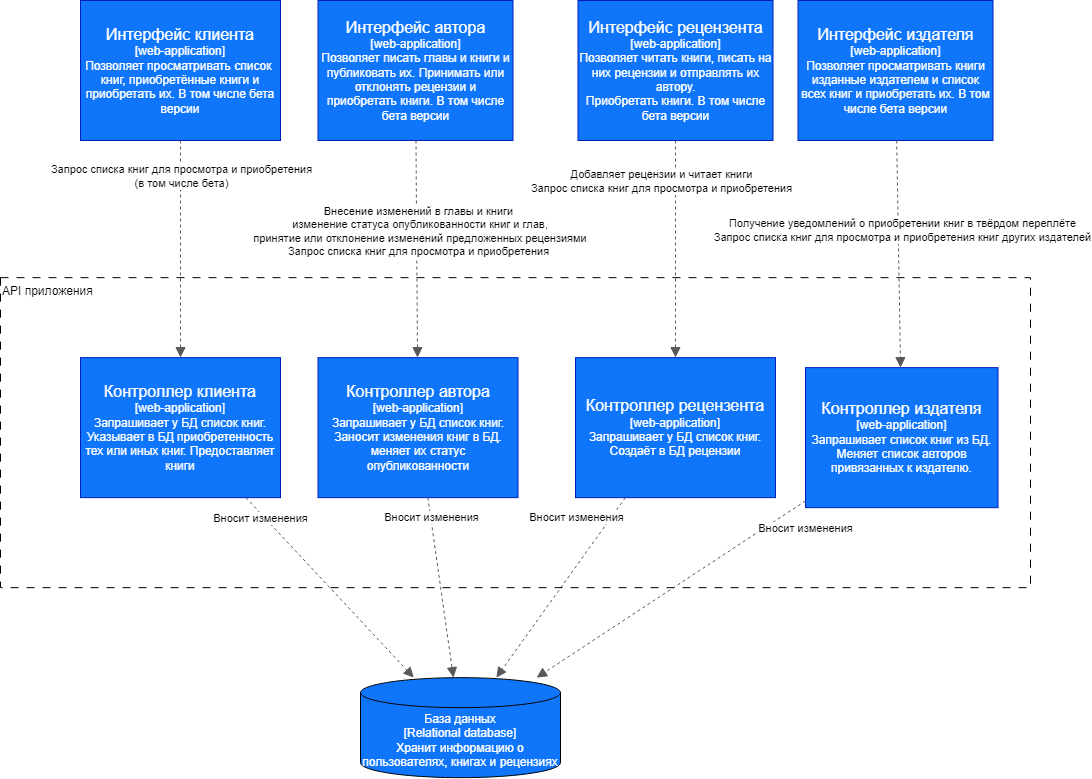 Интерфейс клиента
[web-application]
Позволяет просматривать список
книг, приобретённые книги и
приобретать их. В том числе бета
версии
Интерфейс автора
[web-application]
Позволяет писать главы и книги и
публиковать их. Принимать или
отклонять рецензии и
приобретать книги. В том числе
бета версии
Интерфейс рецензента
[web-application]
Позволяет читать книги, писать на
них рецензии и отправлять их
автору.
Приобретать книги. В том числе
бета версии
Интерфейс издателя
[web-application]
Позволяет просматривать книги
изданные издателем и список
всех книг и приобретать их. В том
числе бета версии
Запрос списка книг для просмотра и приобретения
(в том числе бета)
Внесение изменений в главы и книги
изменение статуса опубликованности книг и глав,
принятие или отклонение изменений предложенных рецензиями
Запрос списка книг для просмотра и приобретения
Добавляет рецензии и читает книги
Запрос списка книг для просмотра и приобретения
Получение уведомлений о приобретении книг в твёрдом переплёте
Запрос списка книг для просмотра и приобретения книг других издателей
API приложения
Контроллер клиента
[web-application]
Запрашивает у БД список книг.
Указывает в БД приобретенность
тех или иных книг. Предоставляет
книги
Контроллер автора
[web-application]
Запрашивает у БД список книг.
Заносит изменения книг в БД.
меняет их статус
опубликованности
Контроллер рецензента
[web-application]
Запрашивает у БД список книг.
Создаёт в БД рецензии
Контроллер издателя
[web-application]
Запрашивает список книг из БД.
Меняет список авторов
привязанных к издателю.
Вносит изменения
Вносит изменения
Вносит изменения
Вносит изменения
База данных
[Relational database]
Хранит информацию о
пользователях, книгах и рецензиях